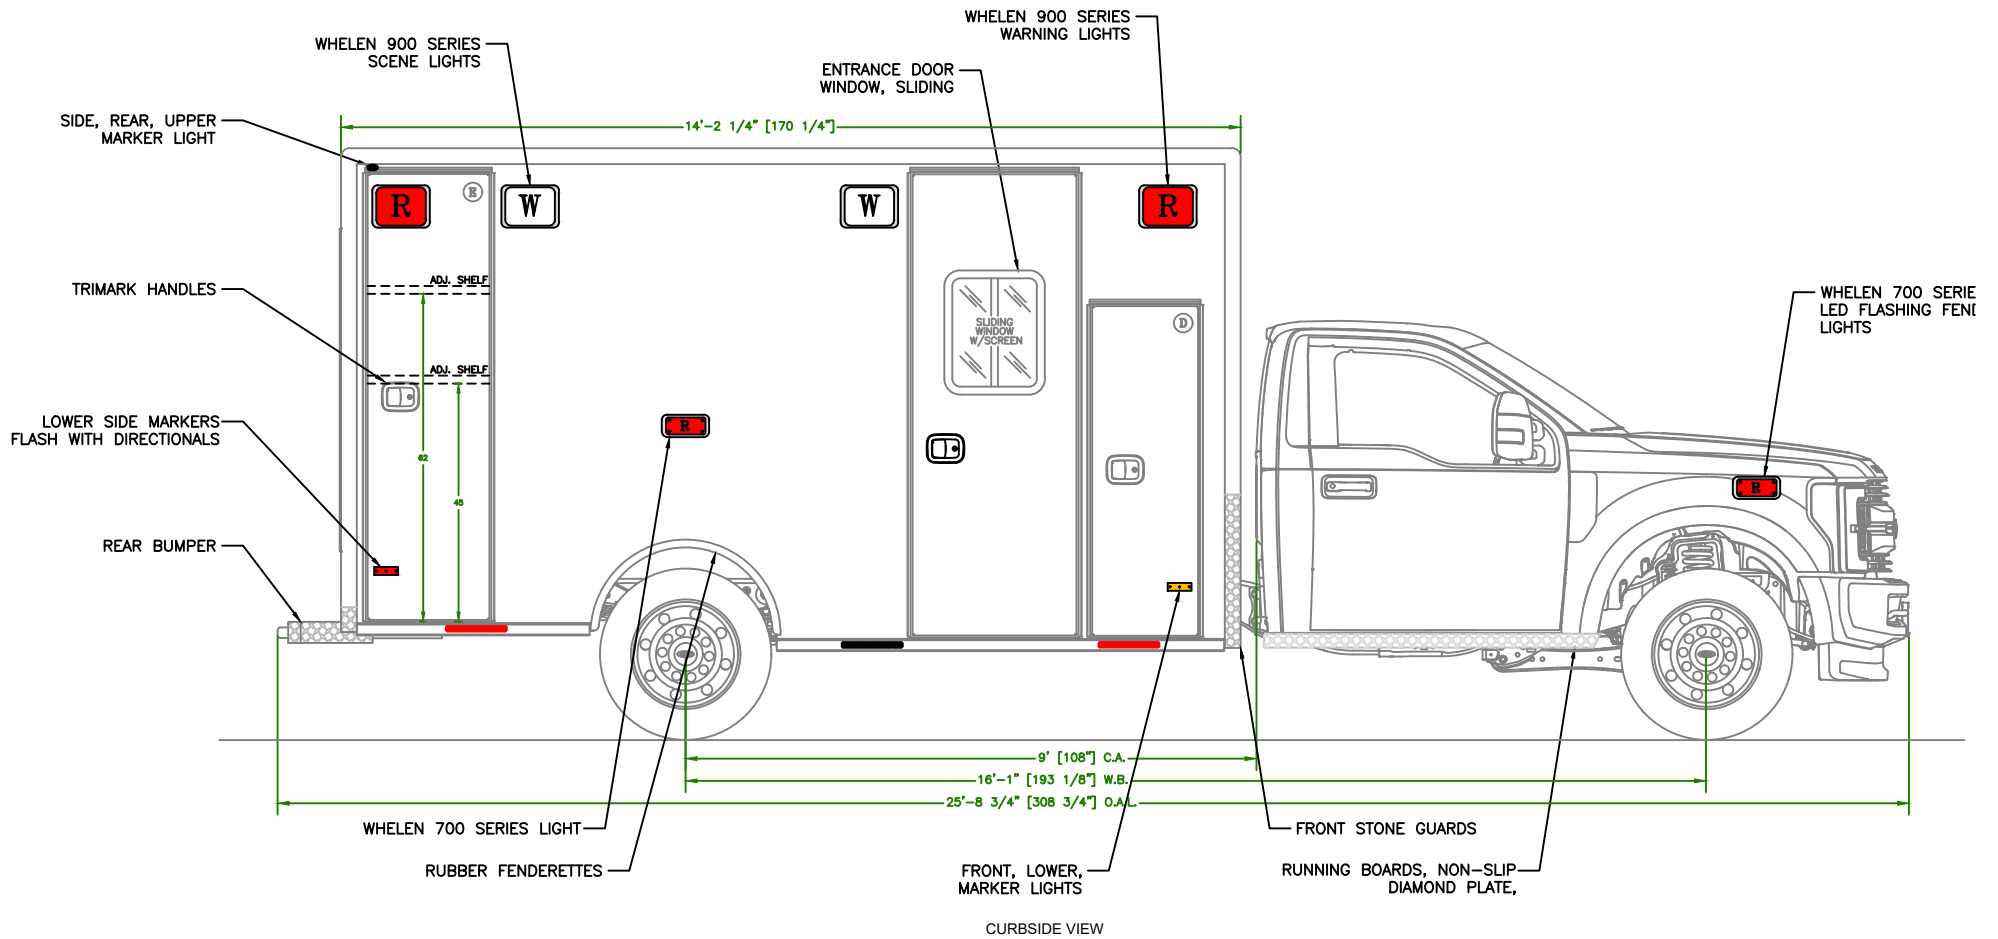 WHELEN 900 SERIES
WARNING LIGHTS
WHELEN 900 SERIES
SCENE LIGHTS
ENTRANCE DOOR
WINDOW, SLIDING
SIDE, REAR, UPPER
MARKER LIGHT
14'-2 1/4" [170 1/4"]
R
E
W
W
R
ADJ. SHELF
TRIMARK HANDLES
WHELEN 700 SERIE
LED FLASHING FEND
LIGHTS
SLIDING
WINDOW
W/SCREEN
D
ADJ. SHELF
LOWER SIDE MARKERS
FLASH WITH DIRECTIONALS
R
62
45
R
REAR BUMPER
9' [108"] C.A.
16'-1" [193 1/8"] W.B.
25'-8 3/4" [308 3/4"] O.A.L.
WHELEN 700 SERIES LIGHT
FRONT STONE GUARDS
RUBBER FENDERETTES
FRONT, LOWER,
MARKER LIGHTS
RUNNING BOARDS, NON-SLIP
DIAMOND PLATE,
CURBSIDE VIEW